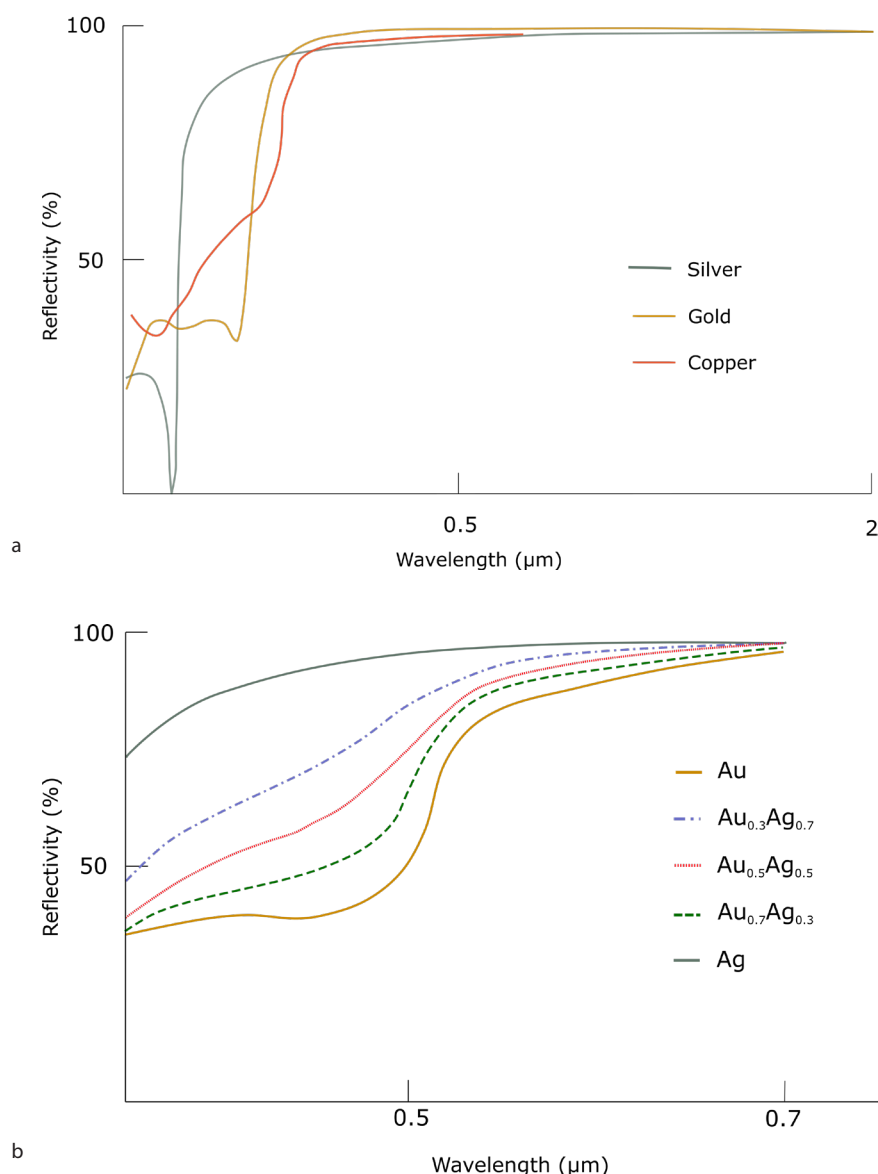 100
Reflectivity (%)
50
Silver
Gold
Copper
0.5
2
Wavelength (μm)
a
100
Reflectivity (%)
50
Au
Au₀.₃Ag₀.₇
Au₀.₅Ag₀.₅
Au₀.₇Ag₀.₃
Ag
0.5
0.7
Wavelength (μm)
b